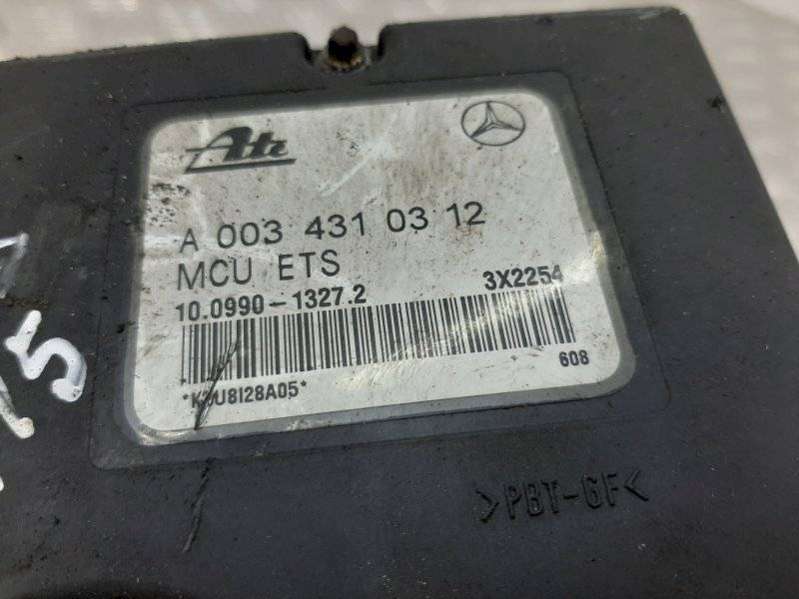 Ate
A 003 431 03 12
MCU ETS
10.0990-1327.2 3X2254
608
>PBT-GF<